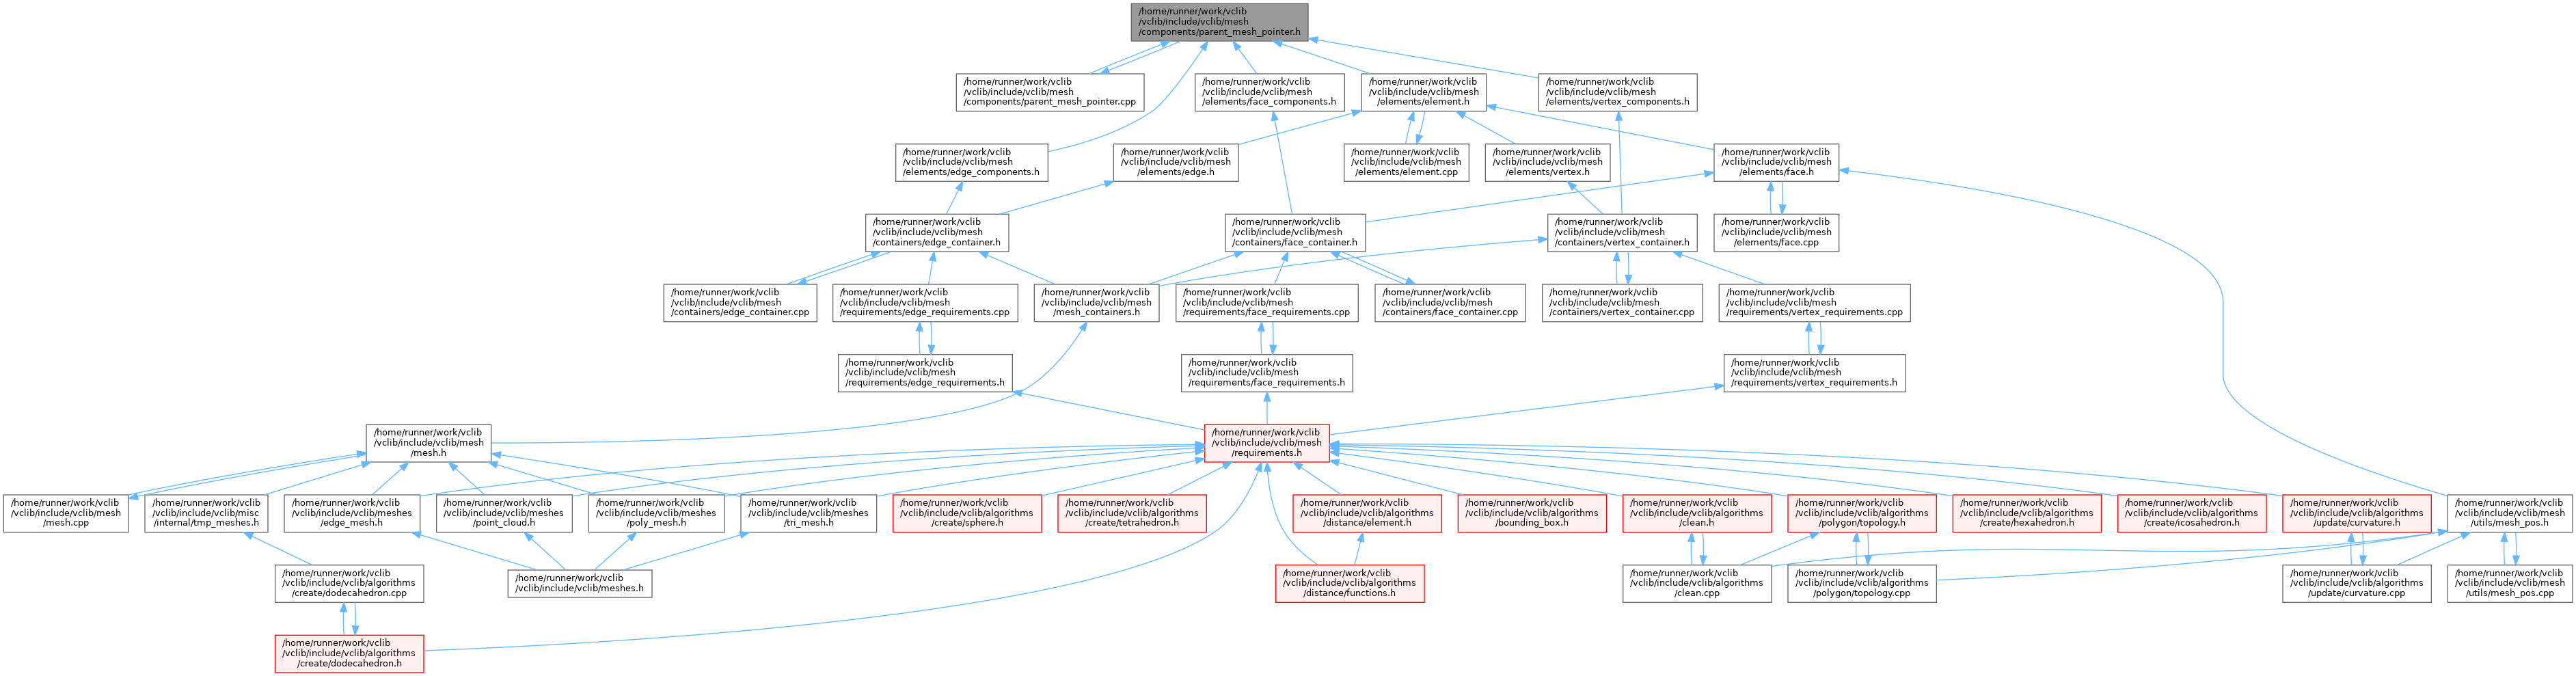 /home/runner/work/vclib
/vclib/include/vclib/mesh
/components/parent_mesh_pointer.h
/home/runner/work/vclib
/vclib/include/vclib/mesh
/components/parent_mesh_pointer.cpp
/home/runner/work/vclib
/vclib/include/vclib/mesh
/elements/face_components.h
/home/runner/work/vclib
/vclib/include/vclib/mesh
/elements/element.h
/home/runner/work/vclib
/vclib/include/vclib/mesh
/elements/vertex_components.h
/home/runner/work/vclib
/vclib/include/vclib/mesh
/elements/edge_components.h
/home/runner/work/vclib
/vclib/include/vclib/mesh
/elements/edge.h
/home/runner/work/vclib
/vclib/include/vclib/mesh
/elements/element.cpp
/home/runner/work/vclib
/vclib/include/vclib/mesh
/elements/vertex.h
/home/runner/work/vclib
/vclib/include/vclib/mesh
/elements/face.h
/home/runner/work/vclib
/vclib/include/vclib/mesh
/containers/edge_container.h
/home/runner/work/vclib
/vclib/include/vclib/mesh
/containers/face_container.h
/home/runner/work/vclib
/vclib/include/vclib/mesh
/containers/vertex_container.h
/home/runner/work/vclib
/vclib/include/vclib/mesh
/elements/face.cpp
/home/runner/work/vclib
/vclib/include/vclib/mesh
/containers/edge_container.cpp
/home/runner/work/vclib
/vclib/include/vclib/mesh
/requirements/edge_requirements.cpp
/home/runner/work/vclib
/vclib/include/vclib/mesh
/mesh_containers.h
/home/runner/work/vclib
/vclib/include/vclib/mesh
/requirements/face_requirements.cpp
/home/runner/work/vclib
/vclib/include/vclib/mesh
/containers/face_container.cpp
/home/runner/work/vclib
/vclib/include/vclib/mesh
/containers/vertex_container.cpp
/home/runner/work/vclib
/vclib/include/vclib/mesh
/requirements/vertex_requirements.cpp
/home/runner/work/vclib
/vclib/include/vclib/mesh
/requirements/edge_requirements.h
/home/runner/work/vclib
/vclib/include/vclib/mesh
/requirements/face_requirements.h
/home/runner/work/vclib
/vclib/include/vclib/mesh
/requirements/vertex_requirements.h
/home/runner/work/vclib
/vclib/include/vclib/mesh
/mesh.h
/home/runner/work/vclib
/vclib/include/vclib/mesh
/requirements.h
/home/runner/work/vclib
/vclib/include/vclib/mesh
/mesh.cpp
/home/runner/work/vclib
/vclib/include/vclib/misc
/internal/tmp_meshes.h
/home/runner/work/vclib
/vclib/include/vclib/meshes
/edge_mesh.h
/home/runner/work/vclib
/vclib/include/vclib/meshes
/point_cloud.h
/home/runner/work/vclib
/vclib/include/vclib/meshes
/poly_mesh.h
/home/runner/work/vclib
/vclib/include/vclib/meshes
/tri_mesh.h
/home/runner/work/vclib
/vclib/include/vclib/algorithms
/create/sphere.h
/home/runner/work/vclib
/vclib/include/vclib/algorithms
/create/tetrahedron.h
/home/runner/work/vclib
/vclib/include/vclib/algorithms
/distance/element.h
/home/runner/work/vclib
/vclib/include/vclib/algorithms
/bounding_box.h
/home/runner/work/vclib
/vclib/include/vclib/algorithms
/clean.h
/home/runner/work/vclib
/vclib/include/vclib/algorithms
/polygon/topology.h
/home/runner/work/vclib
/vclib/include/vclib/algorithms
/create/hexahedron.h
/home/runner/work/vclib
/vclib/include/vclib/algorithms
/create/icosahedron.h
/home/runner/work/vclib
/vclib/include/vclib/algorithms
/update/curvature.h
/home/runner/work/vclib
/vclib/include/vclib/mesh
/utils/mesh_pos.h
/home/runner/work/vclib
/vclib/include/vclib/algorithms
/create/dodecahedron.cpp
/home/runner/work/vclib
/vclib/include/vclib/meshes.h
/home/runner/work/vclib
/vclib/include/vclib/algorithms
/distance/functions.h
/home/runner/work/vclib
/vclib/include/vclib/algorithms
/clean.cpp
/home/runner/work/vclib
/vclib/include/vclib/algorithms
/polygon/topology.cpp
/home/runner/work/vclib
/vclib/include/vclib/algorithms
/update/curvature.cpp
/home/runner/work/vclib
/vclib/include/vclib/mesh
/utils/mesh_pos.cpp
/home/runner/work/vclib
/vclib/include/vclib/algorithms
/create/dodecahedron.h